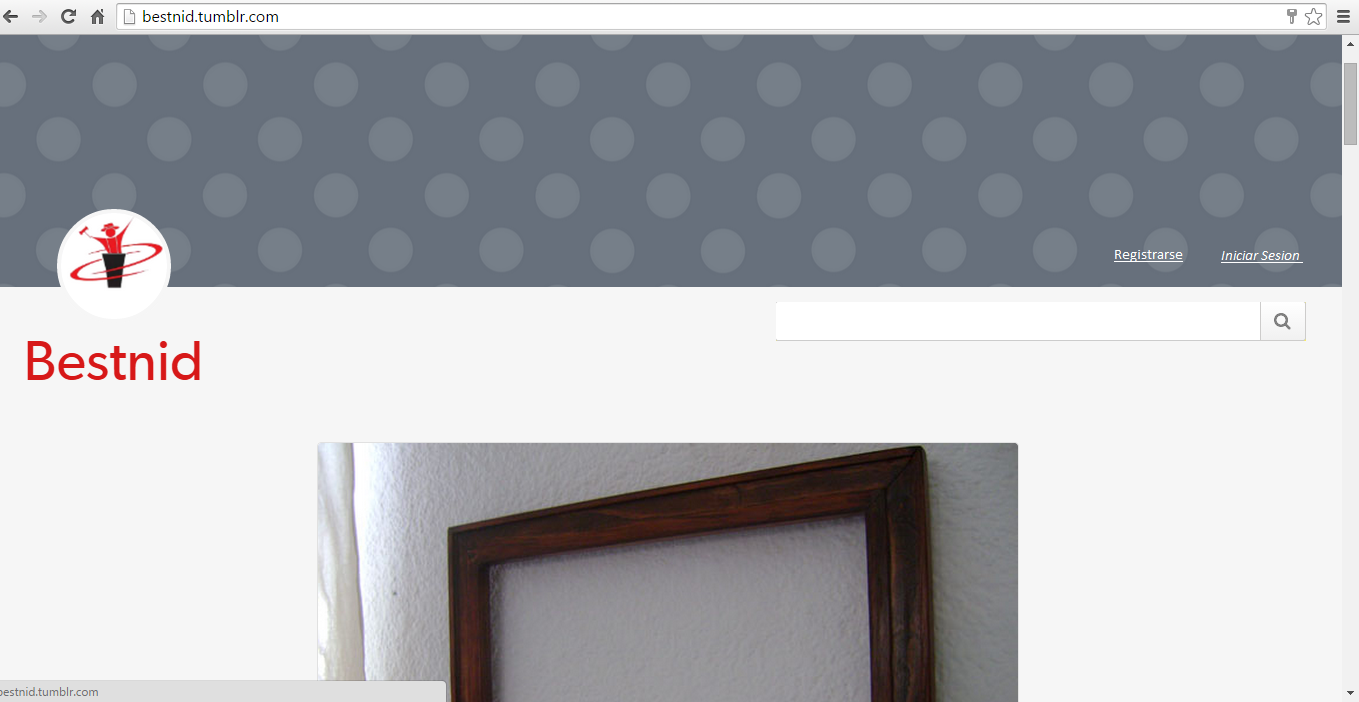 bestnid.tumblr.com
Registrarse
Iniciar Sesion
Bestnid
bestnid.tumblr.com